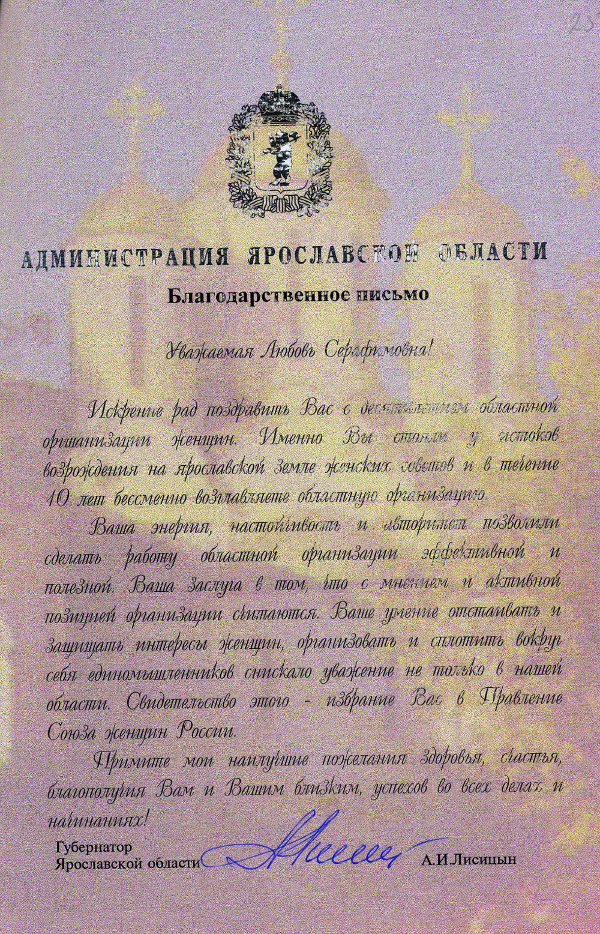 25
АДМИНИСТРАЦИЯ ЯРОСЛАВСКОЙ ОБЛАСТИ
Благодарственное письмо
Уважаемая Любовь Серафимовна!
Искренне рад поздравить Вас с десятилетием областной
организации женщин. Именно Вы стояли у истоков
возрождения на ярославской земле женских советов и в течение
10 лет бессменно возглавляете областную организацию.
Ваша энергия, настойчивость и авторитет позволили
сделать работу областной организации эффективной и
полезной. Ваша заслуга в том, что с мнением и активной
позицией организации считаются. Ваше умение отстаивать и
защищать интересы женщин, организовать и сплотить вокруг
себя единомышленников снискало уважение не только в нашей
области. Свидетельство этого - избрание Вас в Правление
Союза женщин России.
Примите мои наилучшие пожелания здоровья, счастья,
благополучия Вам и Вашим близким, успехов во всех делах и
начинаниях!
Губернатор
Ярославской области А.И.Лисицын